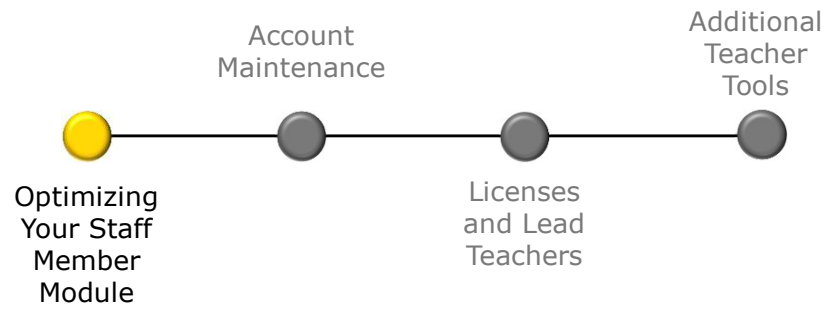 Optimizing
Your Staff
Member
Module
Account
Maintenance
Licenses
and Lead
Teachers
Additional
Teacher
Tools